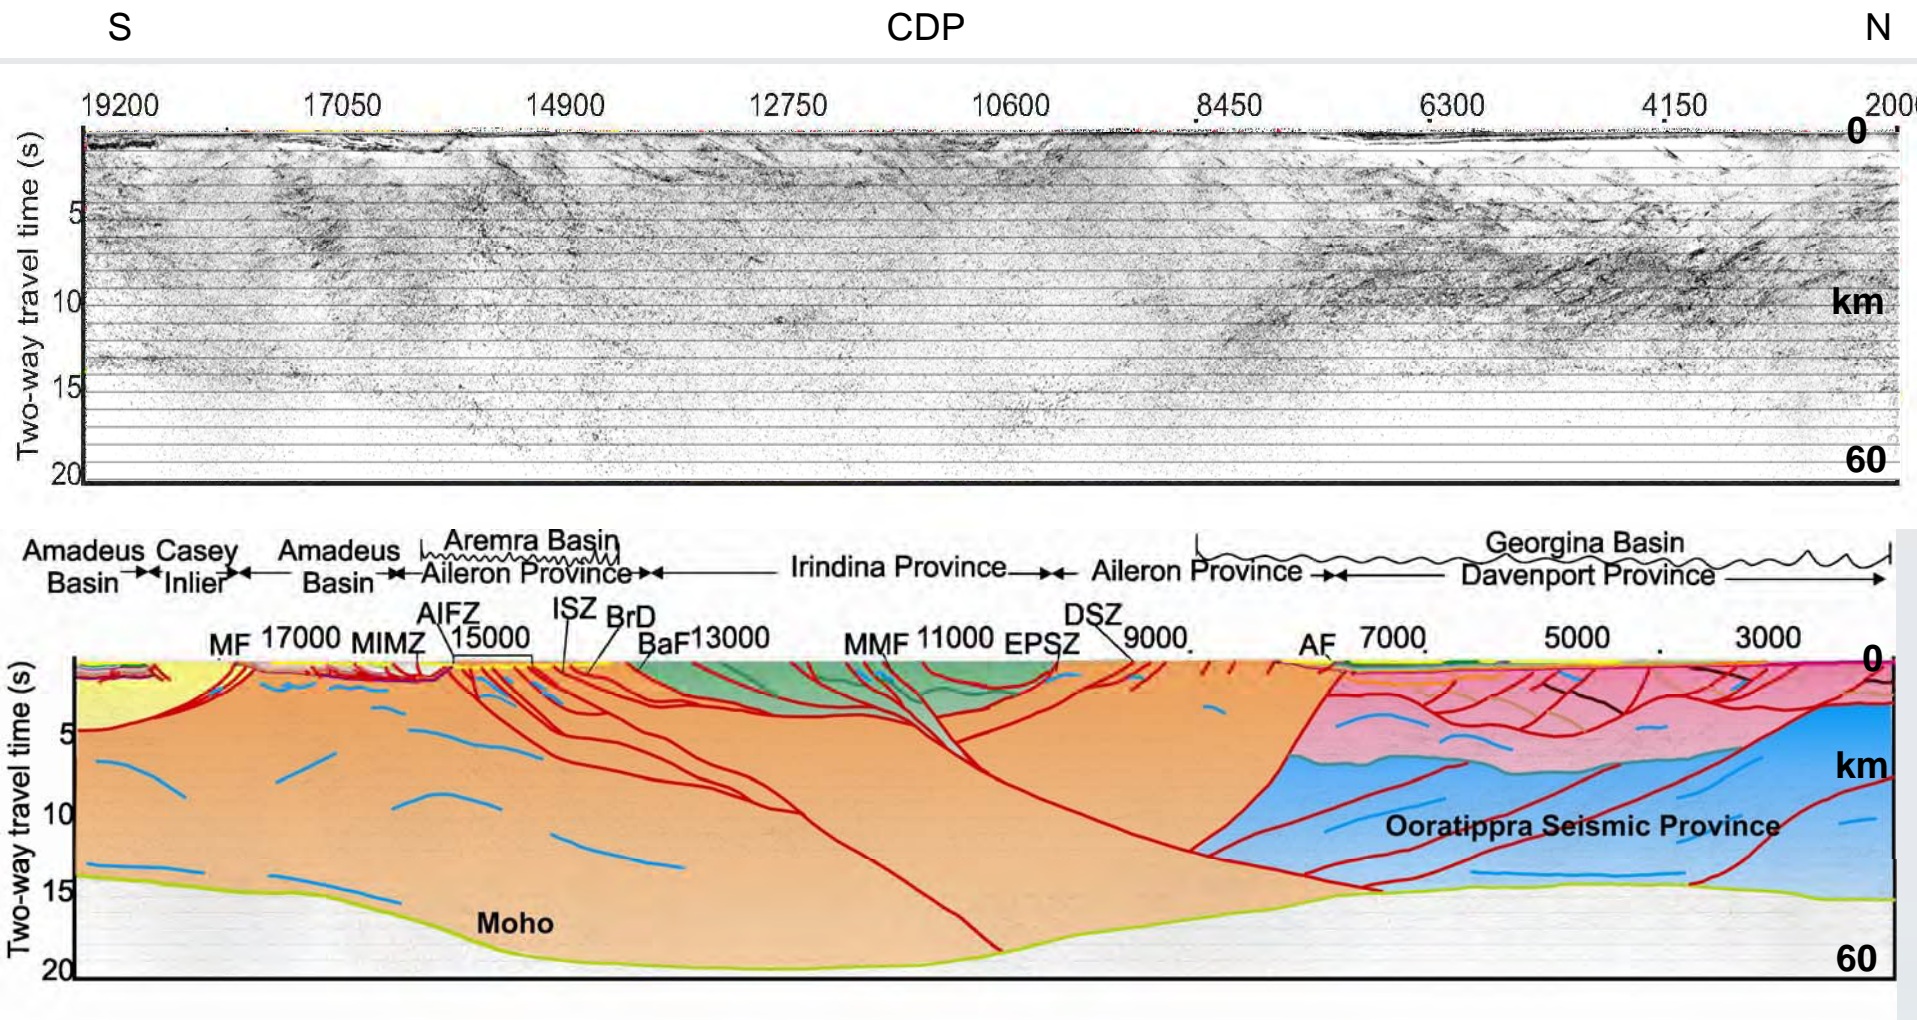 S CDP N
19200 17050 14900 12750 10600 8450 6300 4150 2000
Two-way travel time (s)
0
5
10
km
15
60
20
Aremra Basin
Georgina Basin
Amadeus Basin
Casey Inlier
Amadeus Basin
Aileron Province
Irindina Province
Aileron Province
Davenport Province
AIFZ ISZ BrD DSZ
MF 17000 MIMZ 15000 BaF 13000 MMF 11000 EPSZ 9000 AF 7000 5000 3000
Two-way travel time (s)
0
5
km
10
Ooratippra Seismic Province
15
Moho
60
20